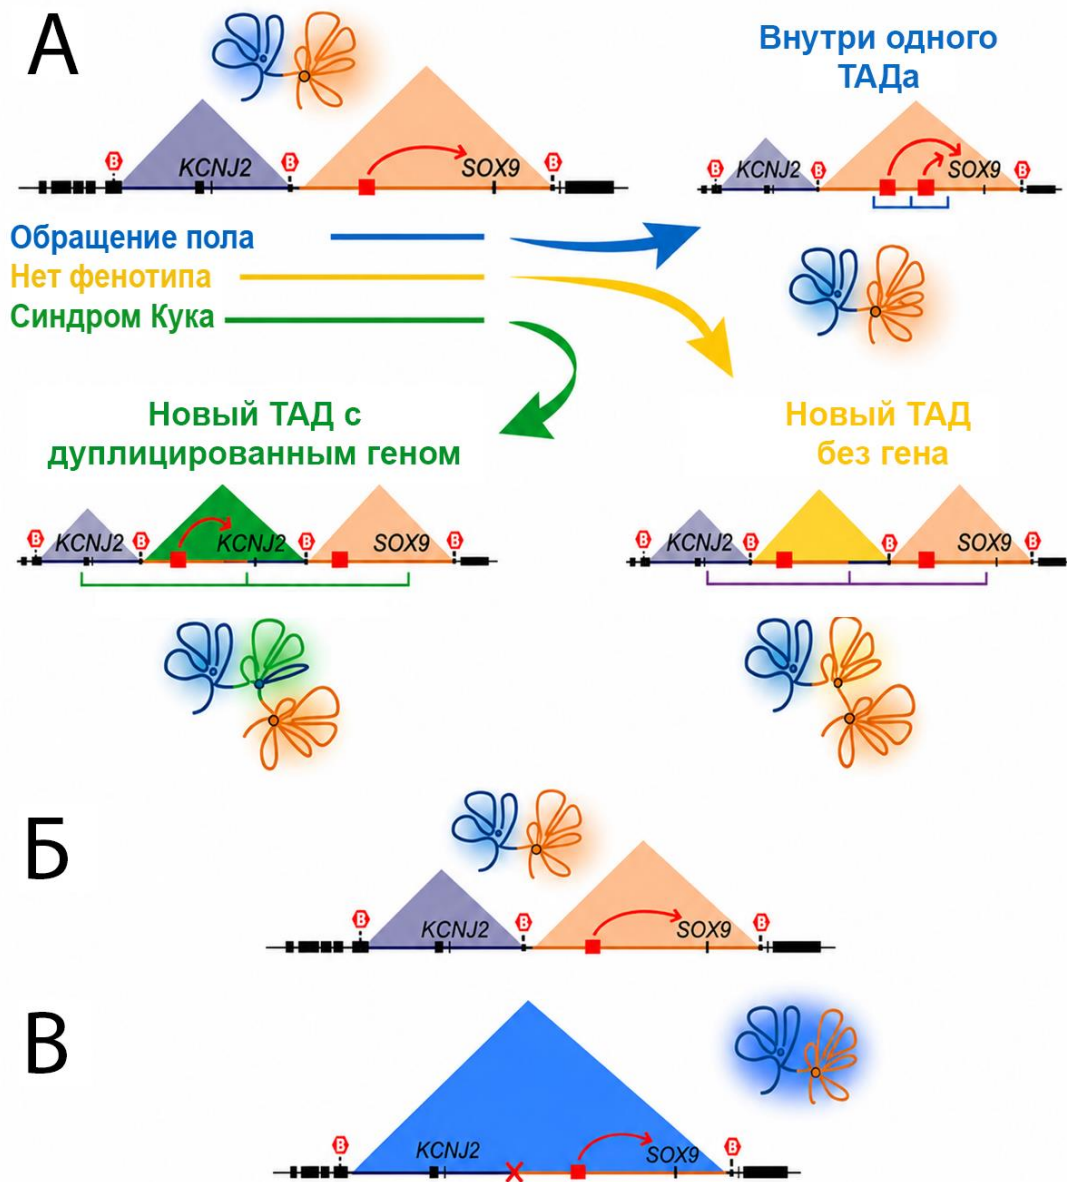 А
Внутри одного
ТАДа
B
KCNJ2
B
SOX9
B
B
KCNJ2
B
SOX9
B
Обращение пола
Нет фенотипа
Синдром Кука
Новый ТАД с
дуплицированным геном
Новый ТАД
без гена
B
KCNJ2
B
KCNJ2
B
SOX9
B
B
KCNJ2
B
B
SOX9
B
Б
B
KCNJ2
B
SOX9
B
В
B
KCNJ2
SOX9
B